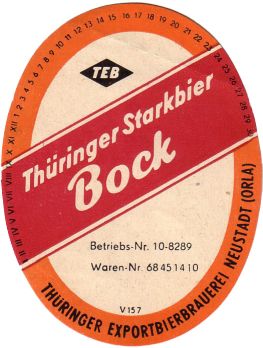 TEB
Thüringer Starkbier
Bock
Betriebs-Nr. 10-8289
Waren-Nr. 68451410
THÜRINGER EXPORTBIERBRAUEREI NEUSTADT (ORLA)
V157
I II III IV V VI VII VIII IX X XI XII 1 2 3 4 5 6 7 8 9 10 11 12 13 14 15 16 17 18 19 20 21 22 23 24 25 26 27 28 29 30 31